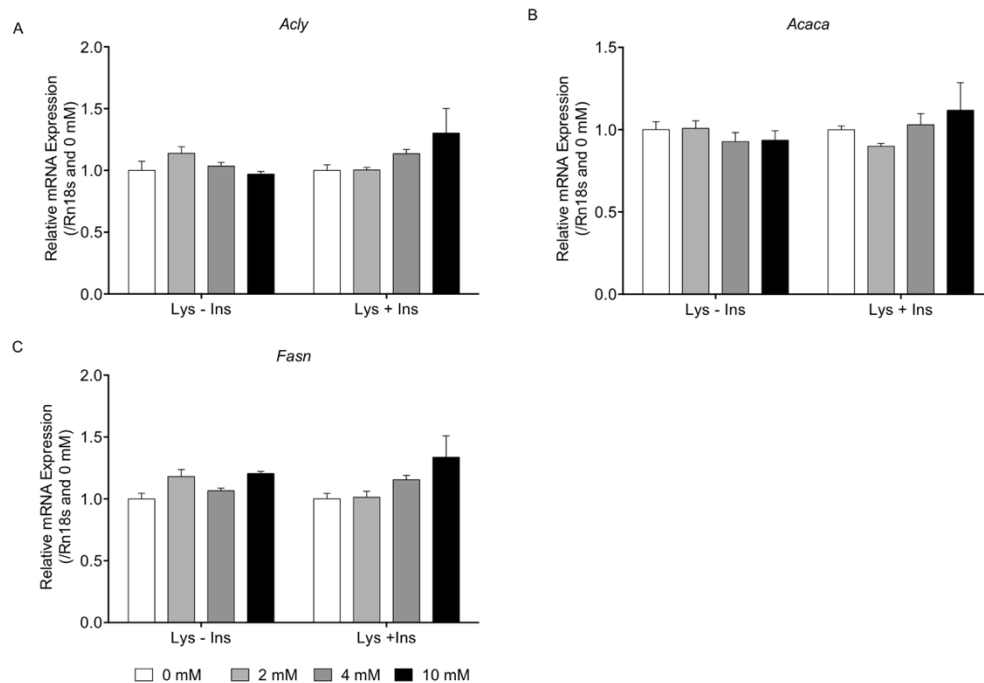 A
Acly
Relative mRNA Expression
(/Rn18s and 0 mM)
2.0
1.5
1.0
0.5
0.0
Lys - Ins
Lys + Ins
B
Acaca
Relative mRNA Expression
(/Rn18s and 0 mM)
1.5
1.0
0.5
0.0
Lys - Ins
Lys + Ins
C
Fasn
Relative mRNA Expression
(/Rn18s and 0 mM)
2.0
1.5
1.0
0.5
0.0
Lys - Ins
Lys +Ins
0 mM 2 mM 4 mM 10 mM